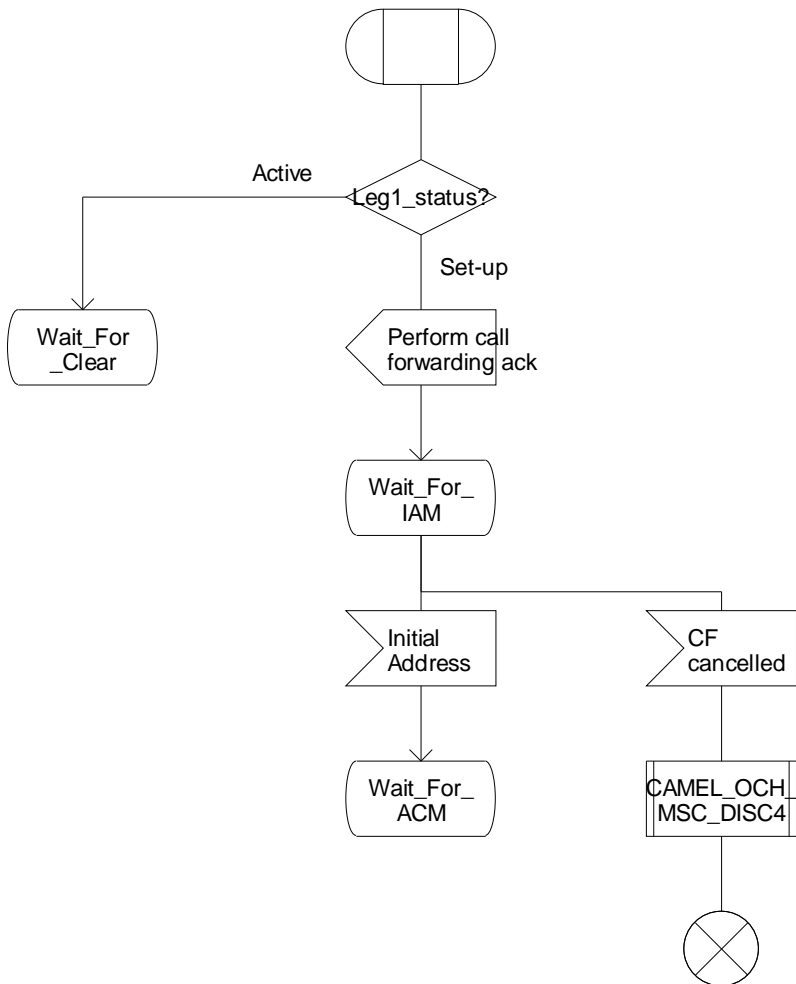 Active
Leg1_status?
Set-up
Wait_For
_Clear
Perform call
forwarding ack
Wait_For_
IAM
Initial
Address
CF
cancelled
Wait_For_
ACM
CAMEL_OCH_
MSC_DISC4